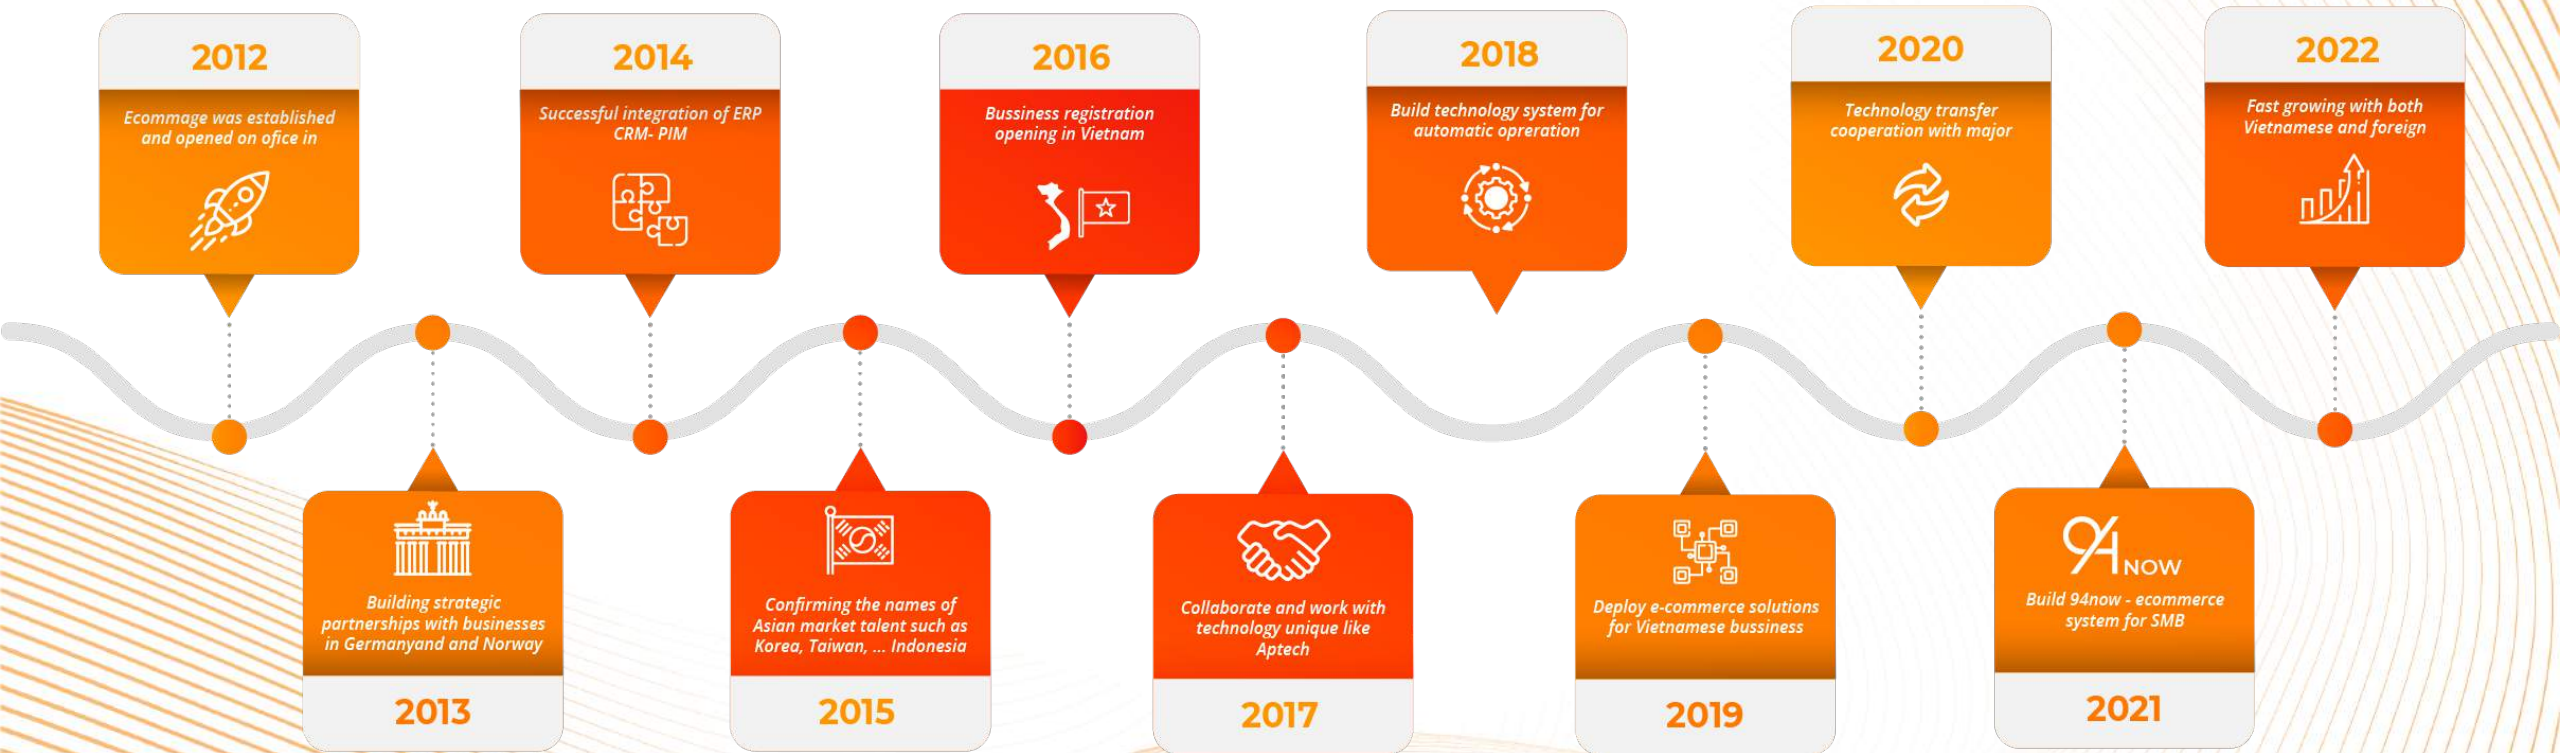 2012
Ecommage was established
and opened on ofice in
2013
Building strategic
partnerships with businesses
in Germanyand and Norway
2014
Successful integration of ERP
CRM- PIM
2015
Confirming the names of
Asian market talent such as
Korea, Taiwan, ... Indonesia
2016
Bussiness registration
opening in Vietnam
2017
Collaborate and work with
technology unique like
Aptech
2018
Build technology system for
automatic opreration
2019
Deploy e-commerce solutions
for Vietnamese bussiness
2020
Technology transfer
cooperation with major
2021
94 NOW
Build 94now - ecommerce
system for SMB
2022
Fast growing with both
Vietnamese and foreign